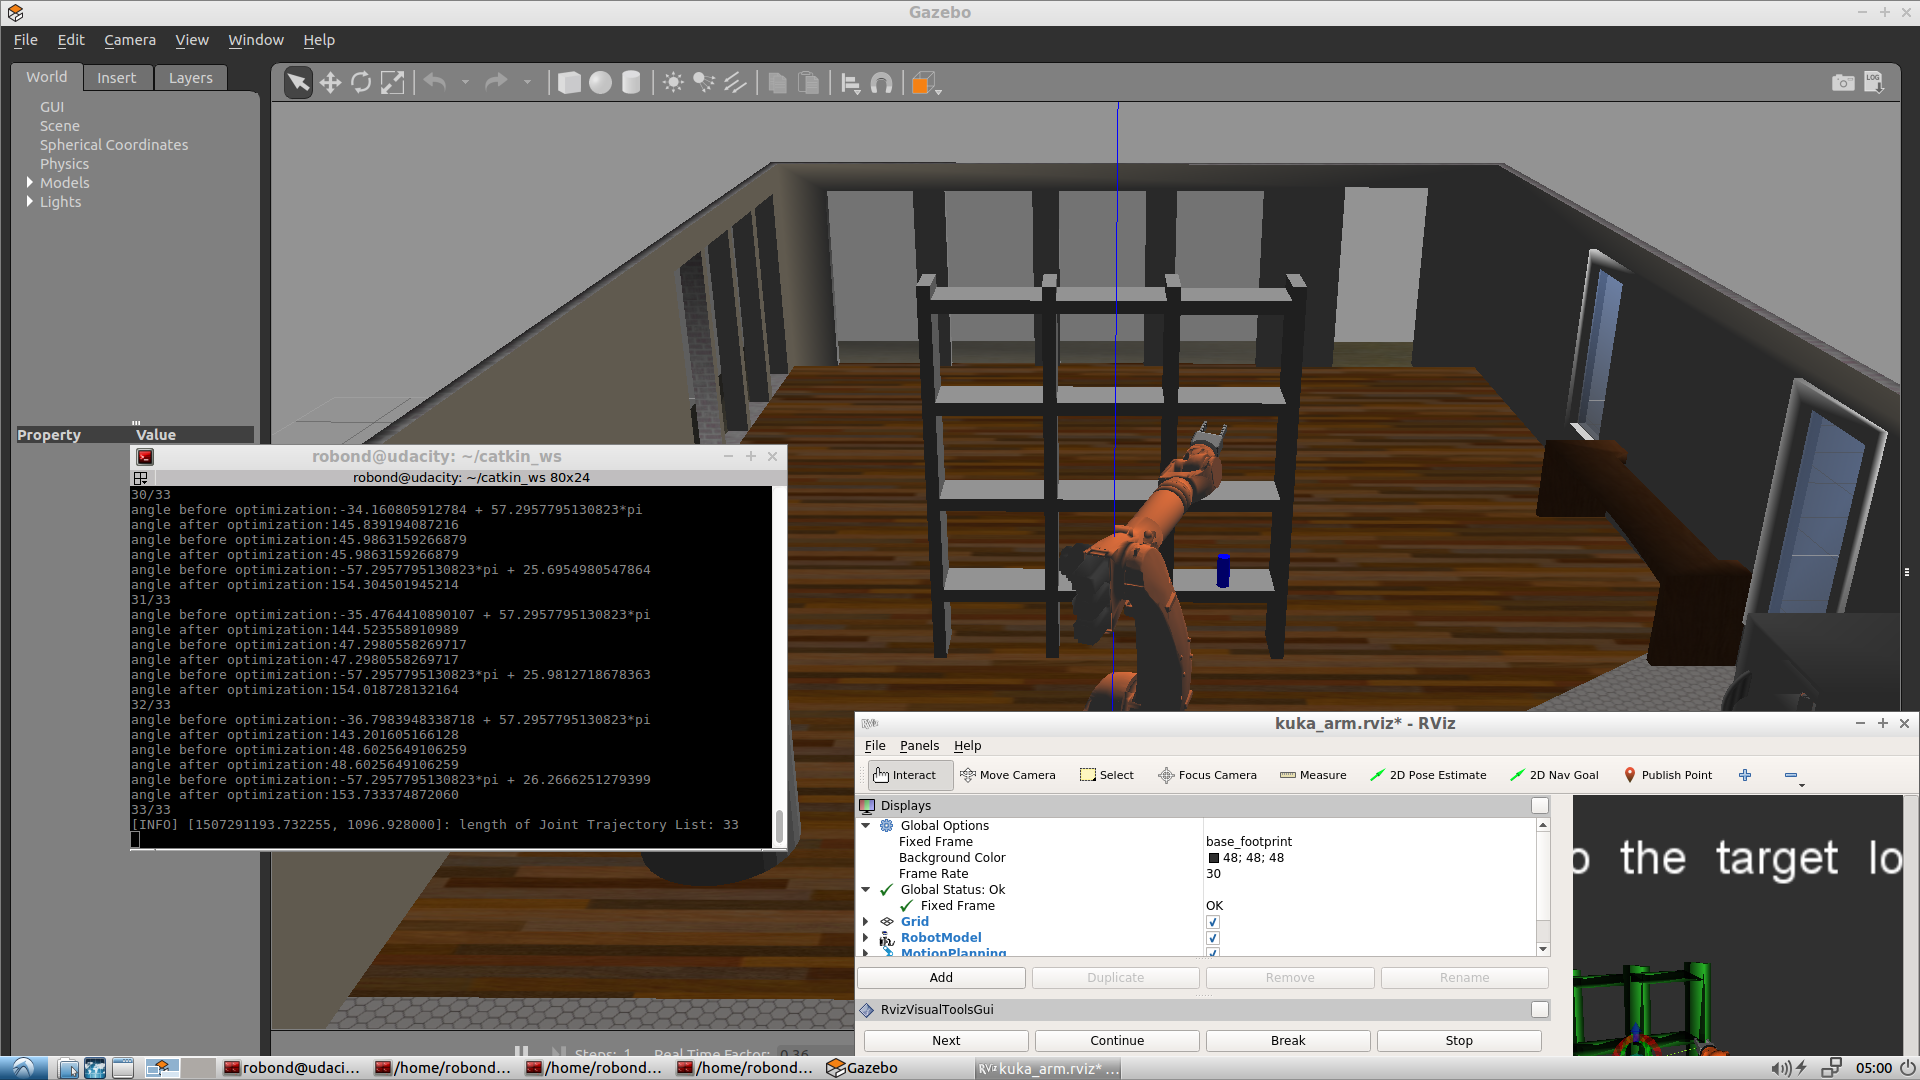 Gazebo
File Edit Camera View Window Help
World Insert Layers
GUI
Scene
Spherical Coordinates
Physics
Models
Lights
LOG
Property Value
robond@udacity: ~/catkin_ws
robond@udacity: ~/catkin_ws 80x24
30/33
angle before optimization:-34.160805912784 + 57.2957795130823*pi
angle after optimization:145.839194087216
angle before optimization:45.9863159266879
angle after optimization:45.9863159266879
angle before optimization:-57.2957795130823*pi + 25.6954980547864
angle after optimization:154.304501945214
31/33
angle before optimization:-35.4764410890107 + 57.2957795130823*pi
angle after optimization:144.523558910989
angle before optimization:47.2980558269717
angle after optimization:47.2980558269717
angle before optimization:-57.2957795130823*pi + 25.9812718678363
angle after optimization:154.018728132164
32/33
angle before optimization:-36.7983948338718 + 57.2957795130823*pi
angle after optimization:143.201605166128
angle before optimization:48.6025649106259
angle after optimization:48.6025649106259
angle before optimization:-57.2957795130823*pi + 26.2666251279399
angle after optimization:153.733374872060
33/33
[INFO] [1507291193.732255, 1096.928000]: length of Joint Trajectory List: 33
kuka_arm.rviz* - RViz
File Panels Help
Interact Move Camera Select Focus Camera Measure 2D Pose Estimate 2D Nav Goal Publish Point
Displays
Global Options
Fixed Frame base_footprint
Background Color 48; 48; 48
Frame Rate 30
Global Status: Ok
Fixed Frame OK
Grid
RobotModel
MotionPlanning
Add Duplicate Remove Rename
RvizVisualToolsGui
Next Continue Break Stop
o the target lo
Steps: 1 Real Time Factor: 0.36
robond@udaci... /home/robond... /home/robond... /home/robond... Gazebo kuka_arm.rviz* ... 05:00